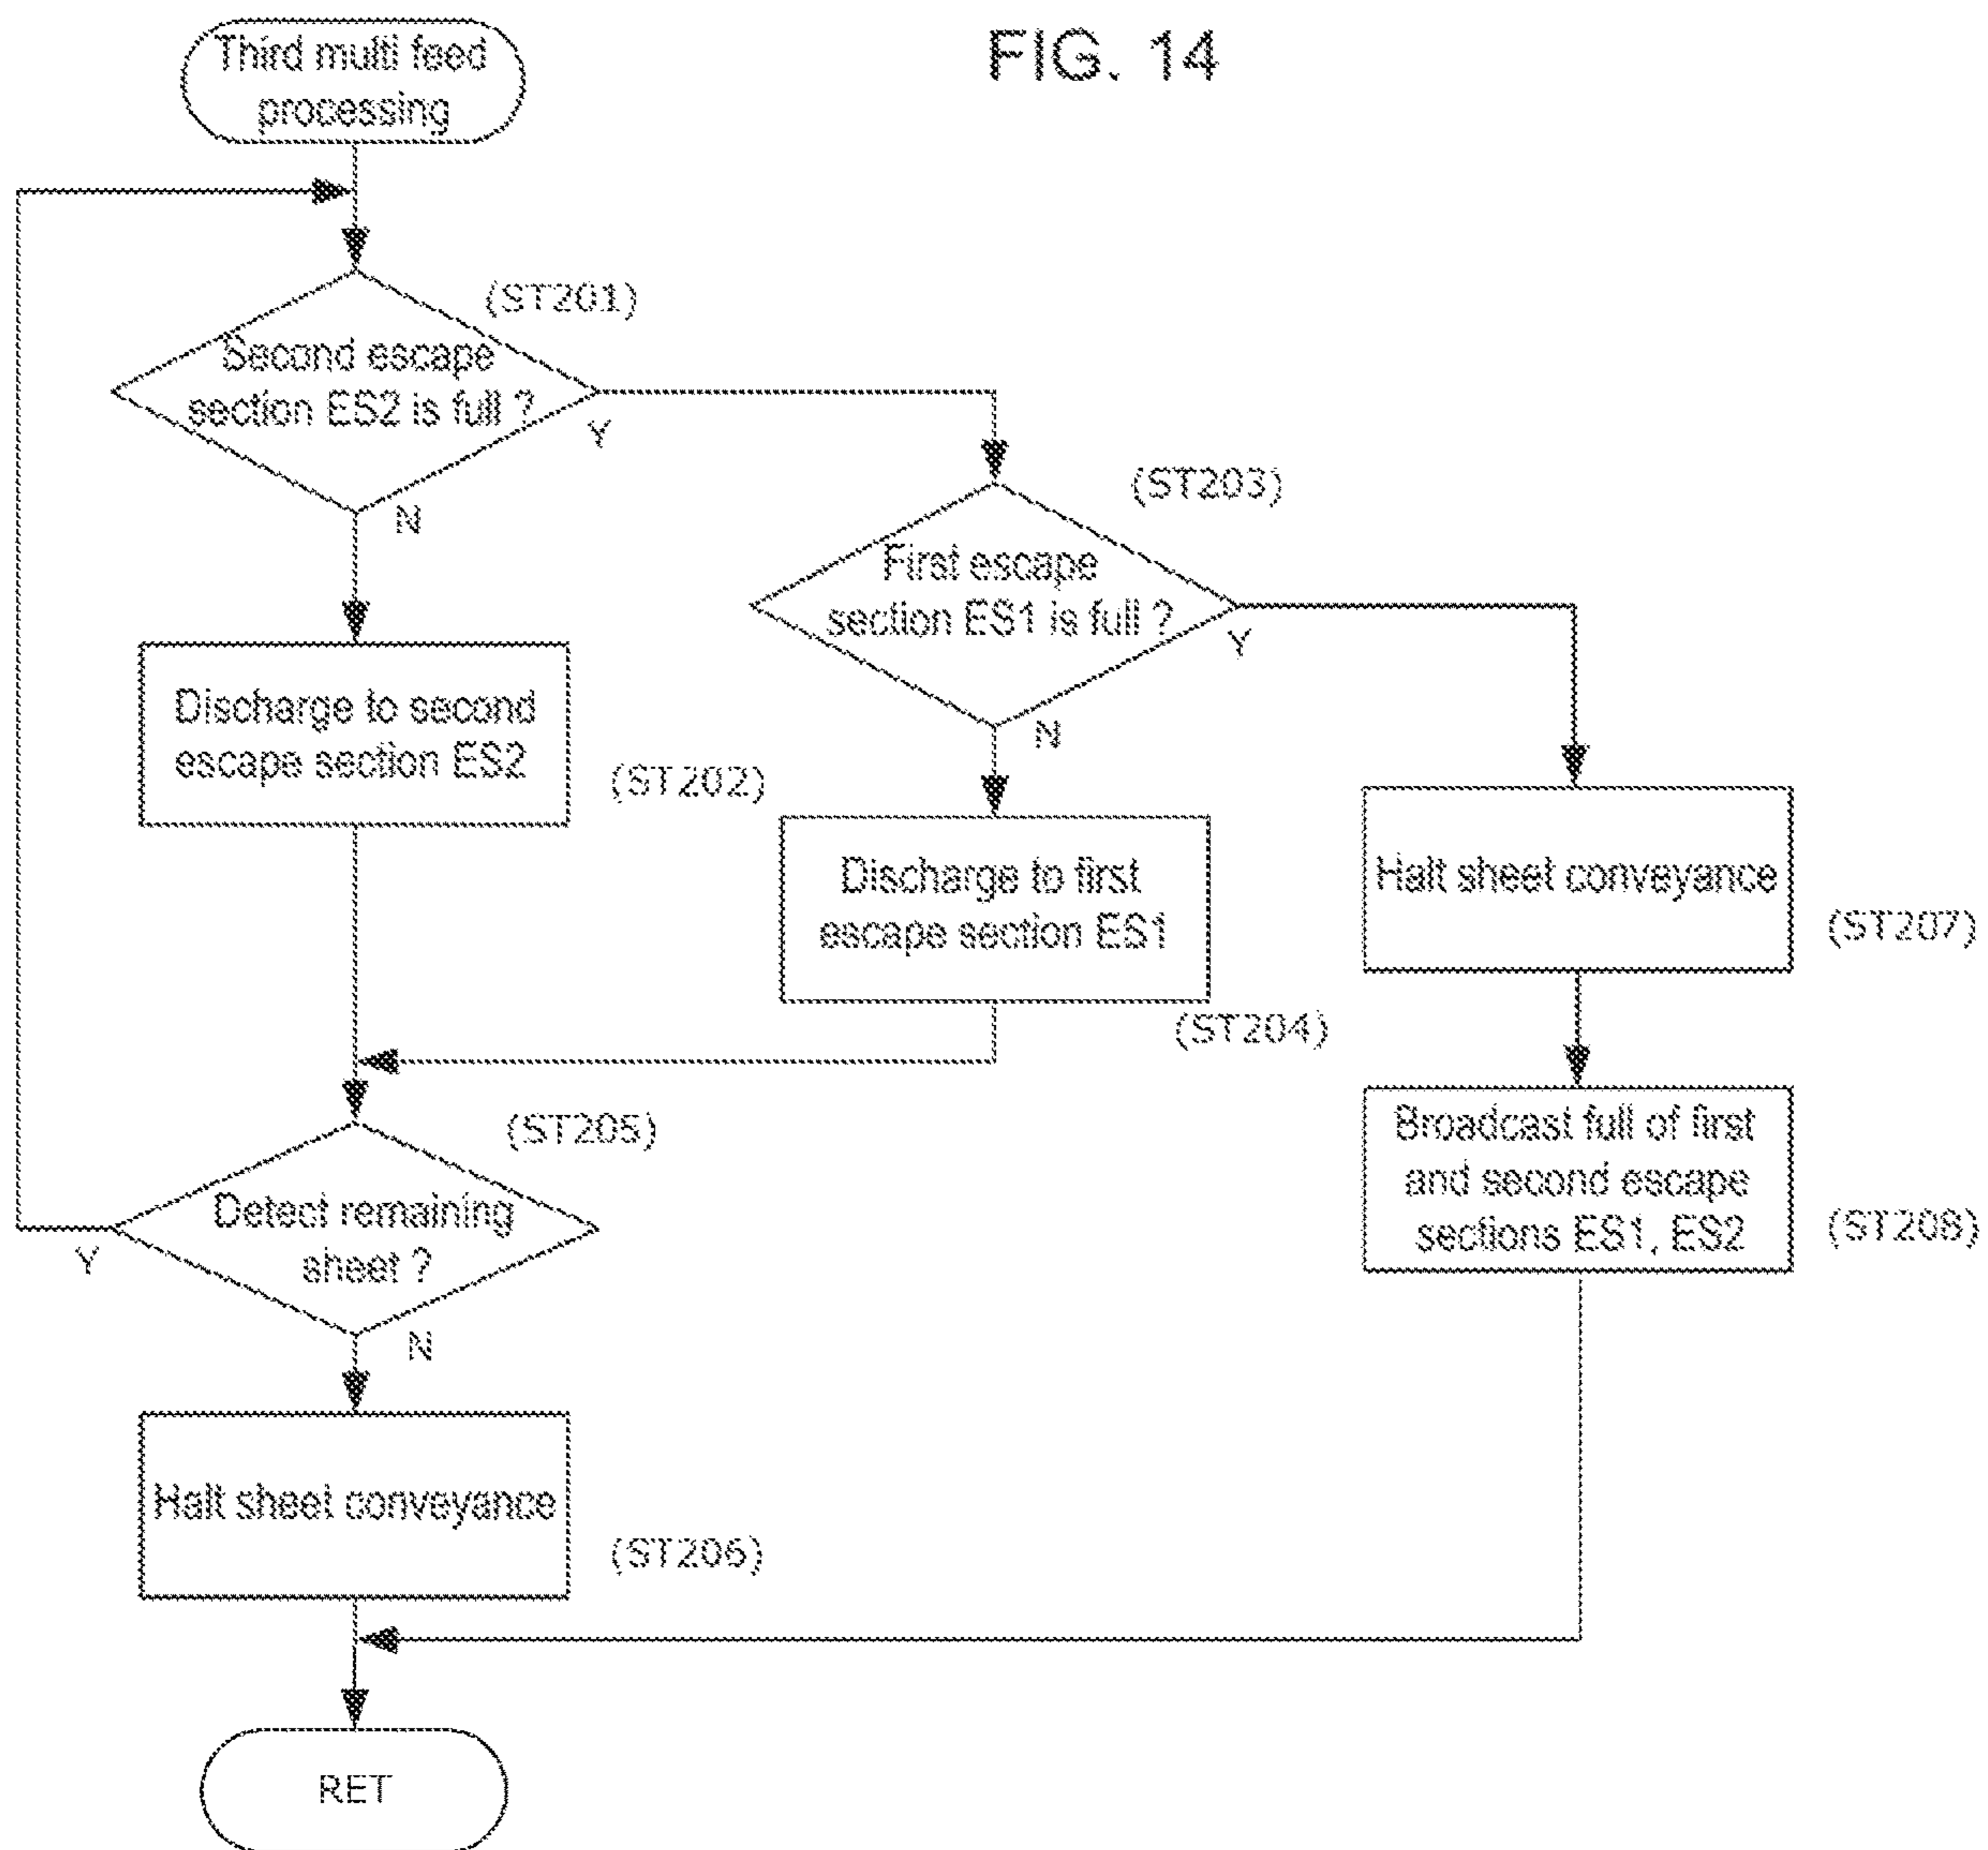 FIG. 14
Third multi feed
processing
(ST201)
Second escape
section ES2 is full ?
Y
N
(ST203)
First escape
section ES1 is full ?
Y
N
Discharge to second
escape section ES2
(ST202)
Discharge to first
escape section ES1
(ST204)
Halt sheet conveyance
(ST207)
Broadcast full of first
and second escape
sections ES1, ES2
(ST208)
(ST205)
Detect remaining
sheet ?
Y
N
Halt sheet conveyance
(ST206)
RET